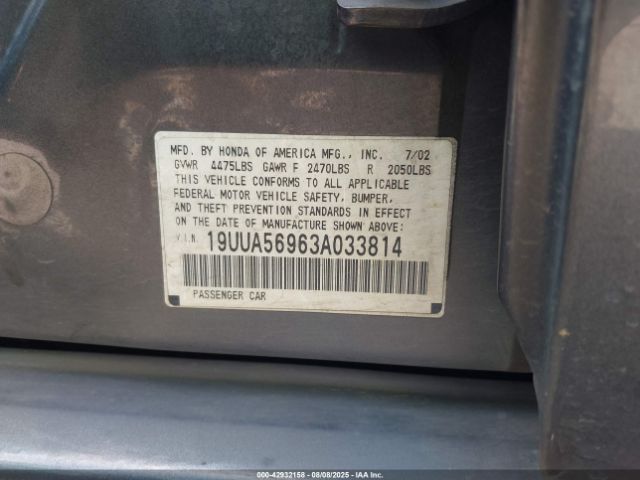 MFD. BY HONDA OF AMERICA MFG., INC. 7/02
GVWR 4475LBS GAWR F 2470LBS R 2050LBS
THIS VEHICLE CONFORMS TO ALL APPLICABLE
FEDERAL MOTOR VEHICLE SAFETY, BUMPER,
AND THEFT PREVENTION STANDARDS IN EFFECT
ON THE DATE OF MANUFACTURE SHOWN ABOVE:
V.I.N. 19UUA56963A033814
PASSENGER CAR
000-42932158 - 08/08/2025 - IAA Inc.